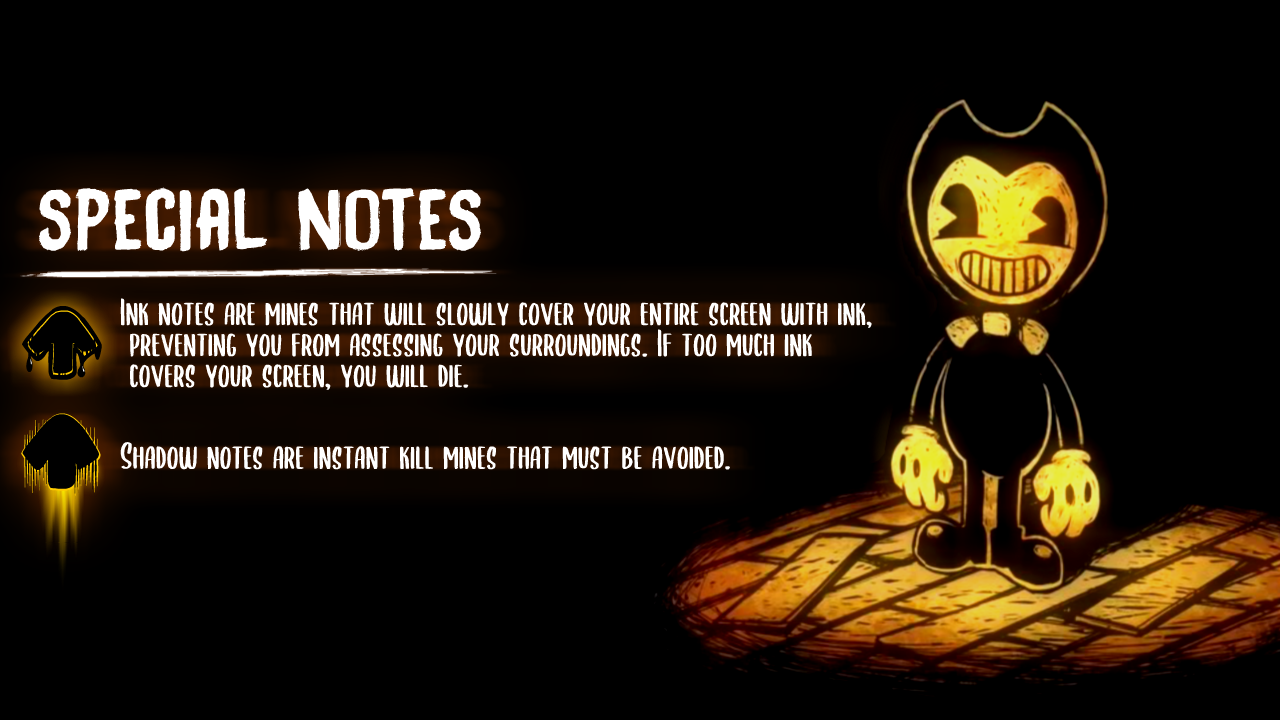 SPECIAL NOTES
Ink notes are mines that will slowly cover your entire screen with ink,
preventing you from assessing your surroundings. If too much ink
covers your screen, you will die.
Shadow notes are instant kill mines that must be avoided.